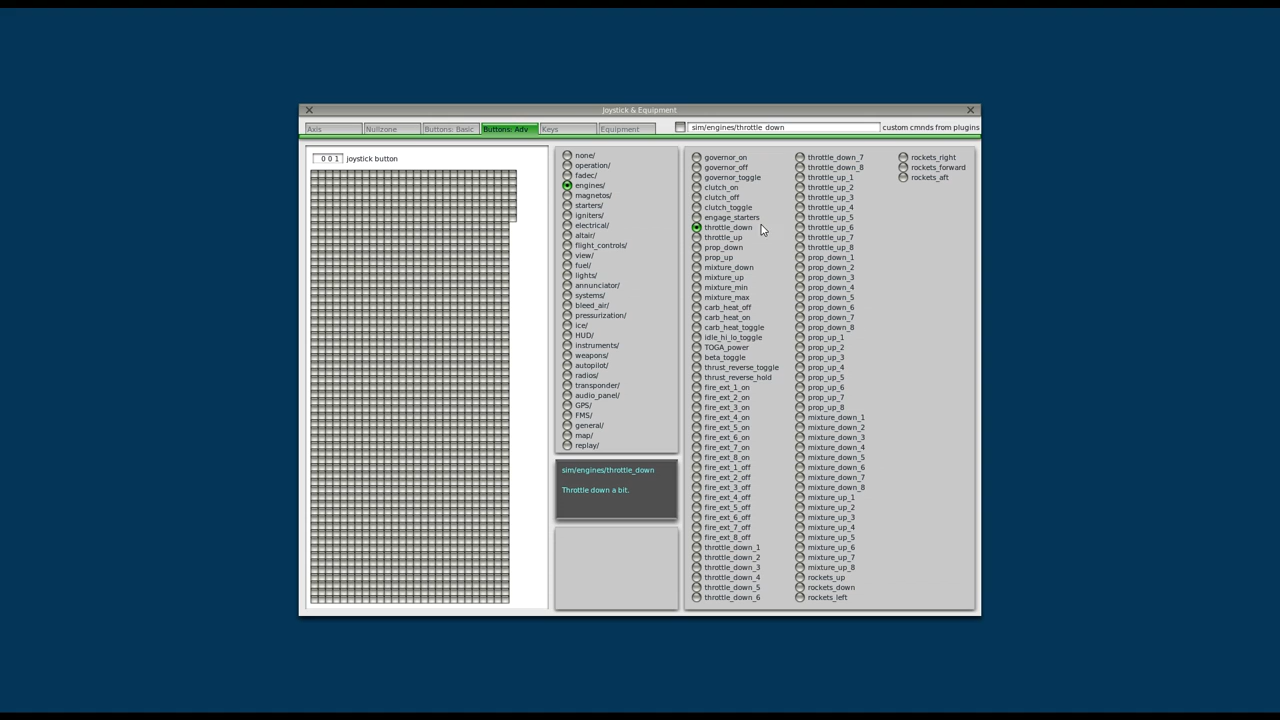 Joystick & Equipment
Axis
Nullzone
Buttons: Basic
Buttons: Adv
Keys
Equipment
sim/engines/throttle_down
custom cmnds from plugins
0 0 1 joystick button
none/
operation/
fadec/
engines/
magnetos/
starters/
igniters/
electrical/
altair/
flight_controls/
view/
fuel/
lights/
annunciator/
systems/
bleed_air/
pressurization/
ice/
HUD/
instruments/
weapons/
autopilot/
radios/
transponder/
audio_panel/
GPS/
FMS/
general/
map/
replay/
sim/engines/throttle_down
Throttle down a bit.
governor_on
governor_off
governor_toggle
clutch_on
clutch_off
clutch_toggle
engage_starters
throttle_down
throttle_up
prop_down
prop_up
mixture_down
mixture_up
mixture_min
mixture_max
carb_heat_off
carb_heat_on
carb_heat_toggle
idle_hi_lo_toggle
TOGA_power
beta_toggle
thrust_reverse_toggle
thrust_reverse_hold
fire_ext_1_on
fire_ext_2_on
fire_ext_3_on
fire_ext_4_on
fire_ext_5_on
fire_ext_6_on
fire_ext_7_on
fire_ext_8_on
fire_ext_1_off
fire_ext_2_off
fire_ext_3_off
fire_ext_4_off
fire_ext_5_off
fire_ext_6_off
fire_ext_7_off
fire_ext_8_off
throttle_down_1
throttle_down_2
throttle_down_3
throttle_down_4
throttle_down_5
throttle_down_6
throttle_down_7
throttle_down_8
throttle_up_1
throttle_up_2
throttle_up_3
throttle_up_4
throttle_up_5
throttle_up_6
throttle_up_7
throttle_up_8
prop_down_1
prop_down_2
prop_down_3
prop_down_4
prop_down_5
prop_down_6
prop_down_7
prop_down_8
prop_up_1
prop_up_2
prop_up_3
prop_up_4
prop_up_5
prop_up_6
prop_up_7
prop_up_8
mixture_down_1
mixture_down_2
mixture_down_3
mixture_down_4
mixture_down_5
mixture_down_6
mixture_down_7
mixture_down_8
mixture_up_1
mixture_up_2
mixture_up_3
mixture_up_4
mixture_up_5
mixture_up_6
mixture_up_7
mixture_up_8
rockets_up
rockets_down
rockets_left
rockets_right
rockets_forward
rockets_aft